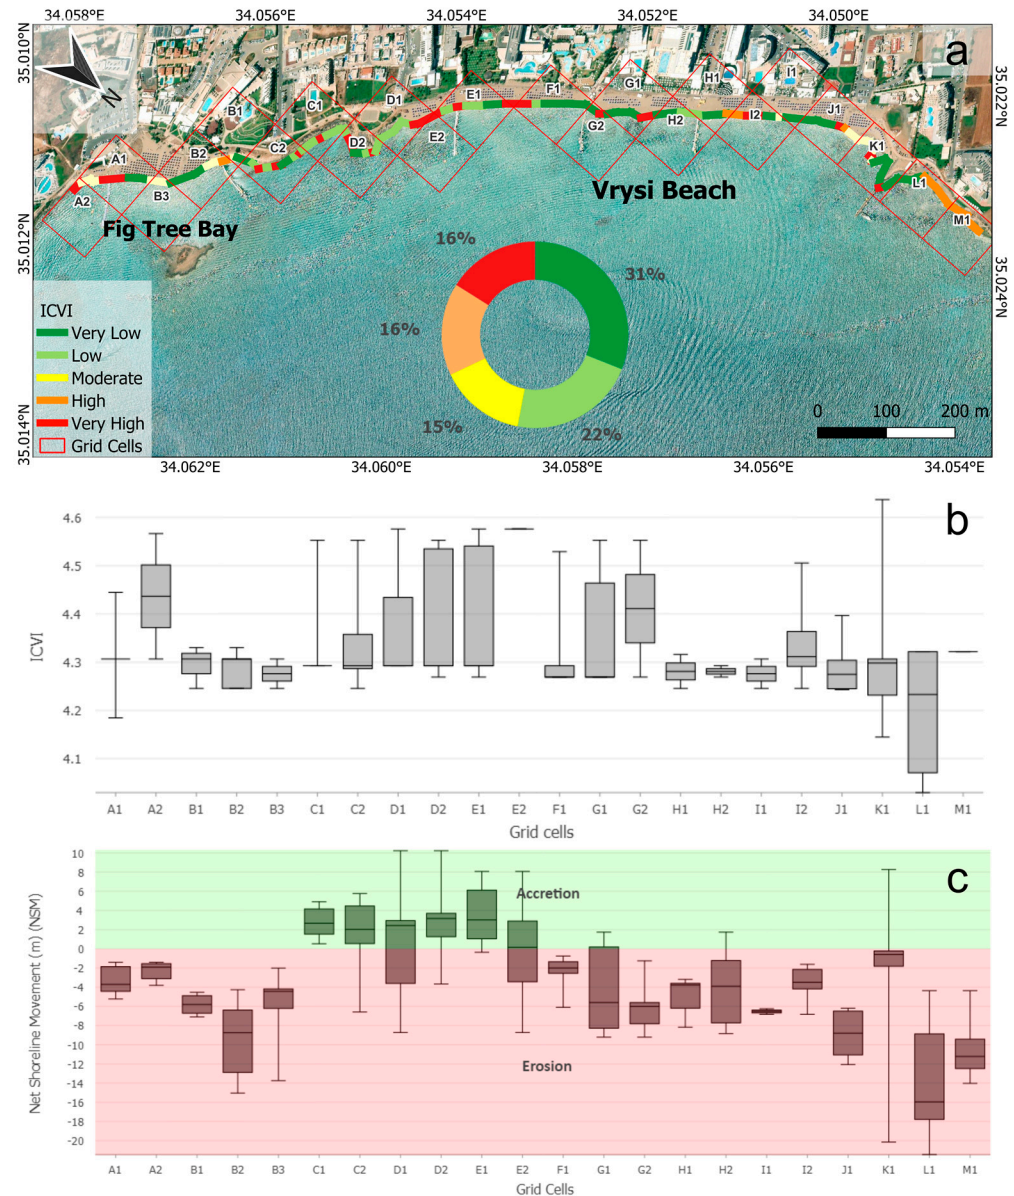 34.058°E 34.056°E 34.054°E 34.052°E 34.050°E
35.010°N
35.012°N
35.014°N
35.022°N
35.024°N
a
N
A1
A2
B1
B2
B3
C1
C2
D1
D2
E1
E2
F1
G1
G2
H1
H2
I1
I2
J1
K1
L1
M1
Fig Tree Bay
Vrysi Beach
16%
31%
16%
15%
22%
ICVI
Very Low
Low
Moderate
High
Very High
Grid Cells
0 100 200 m
34.062°E 34.060°E 34.058°E 34.056°E 34.054°E
b
ICVI
4.6
4.5
4.4
4.3
4.2
4.1
A1 A2 B1 B2 B3 C1 C2 D1 D2 E1 E2 F1 G1 G2 H1 H2 I1 I2 J1 K1 L1 M1
Grid cells
c
Net Shoreline Movement (m) (NSM)
10
8
6
4
2
0
-2
-4
-6
-8
-10
-12
-14
-16
-18
-20
Accretion
Erosion
A1 A2 B1 B2 B3 C1 C2 D1 D2 E1 E2 F1 G1 G2 H1 H2 I1 I2 J1 K1 L1 M1
Grid Cells